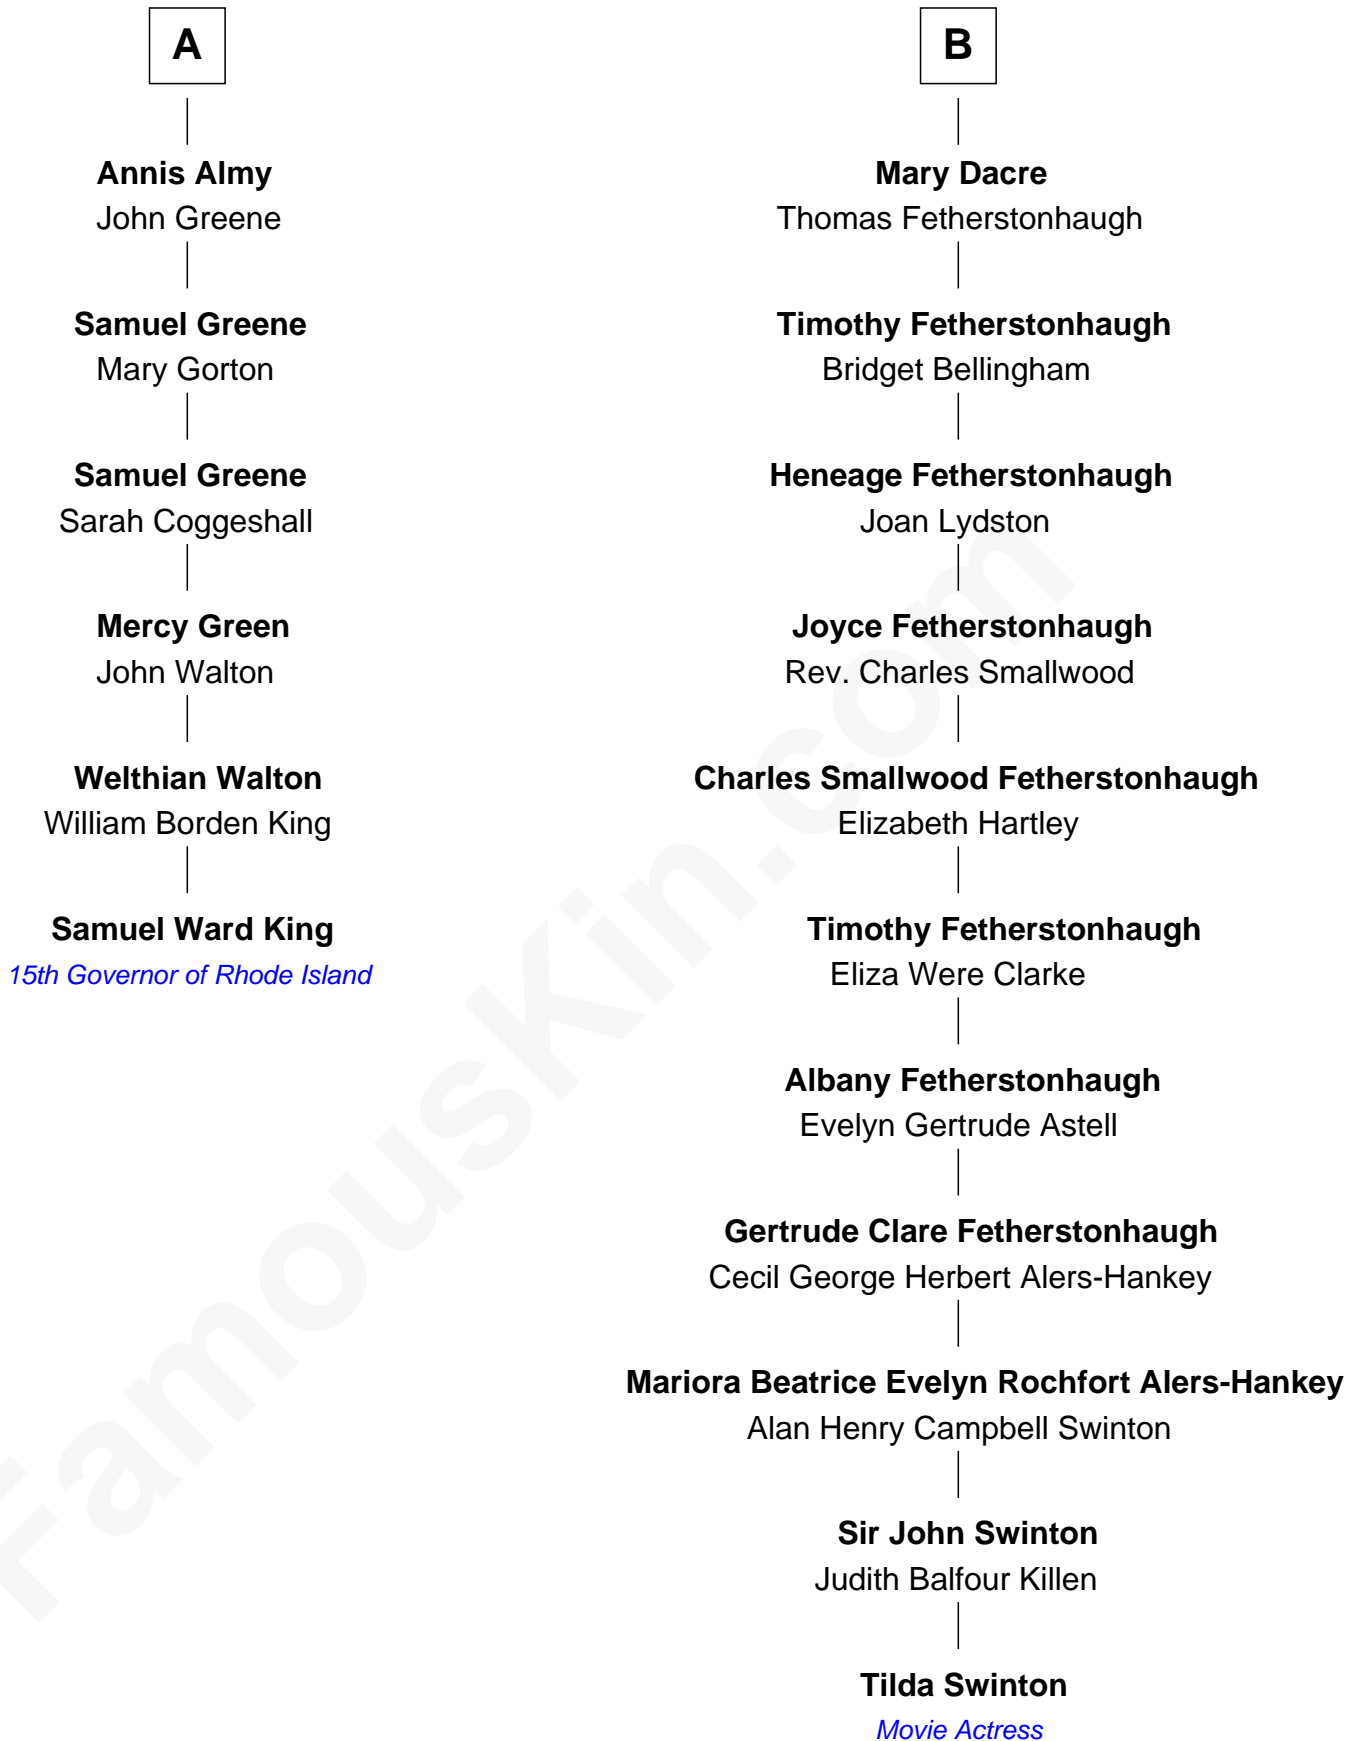 A
Annis Almy
John Greene
Samuel Greene
Mary Gorton
Samuel Greene
Sarah Coggeshall
Mercy Green
John Walton
Welthian Walton
William Borden King
Samuel Ward King
15th Governor of Rhode Island
B
Mary Dacre
Thomas Fetherstonhaugh
Timothy Fetherstonhaugh
Bridget Bellingham
Heneage Fetherstonhaugh
Joan Lydston
Joyce Fetherstonhaugh
Rev. Charles Smallwood
Charles Smallwood Fetherstonhaugh
Elizabeth Hartley
Timothy Fetherstonhaugh
Eliza Were Clarke
Albany Fetherstonhaugh
Evelyn Gertrude Astell
Gertrude Clare Fetherstonhaugh
Cecil George Herbert Alers-Hankey
Mariora Beatrice Evelyn Rochfort Alers-Hankey
Alan Henry Campbell Swinton
Sir John Swinton
Judith Balfour Killen
Tilda Swinton
Movie Actress
FamousKin.com